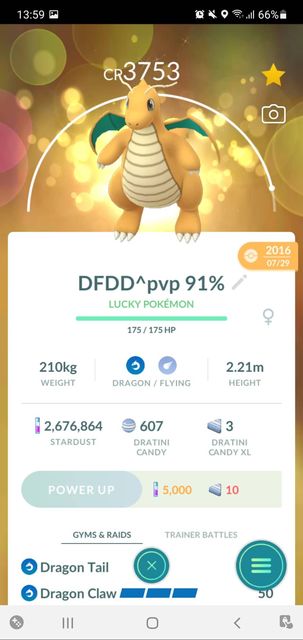 13:59
66%
CR3753
2016
07/29
DFDD^pvp 91%
LUCKY POKÉMON
175 / 175 HP
210kg
WEIGHT
DRAGON / FLYING
2.21m
HEIGHT
2,676,864
STARDUST
607
DRATINI
CANDY
3
DRATINI
CANDY XL
POWER UP
5,000
10
GYMS & RAIDS
TRAINER BATTLES
Dragon Tail
Dragon Claw
50